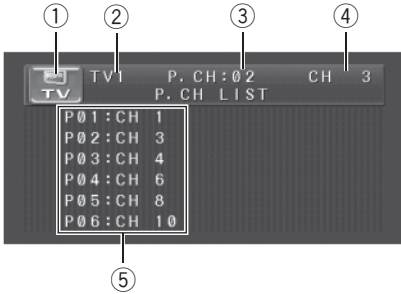 ① ② ③ ④
TV TV1 P.CH:02 CH 3
P.CH LIST
P01:CH 1
P02:CH 3
P03:CH 4
P04:CH 6
P05:CH 8
P06:CH 10
⑤